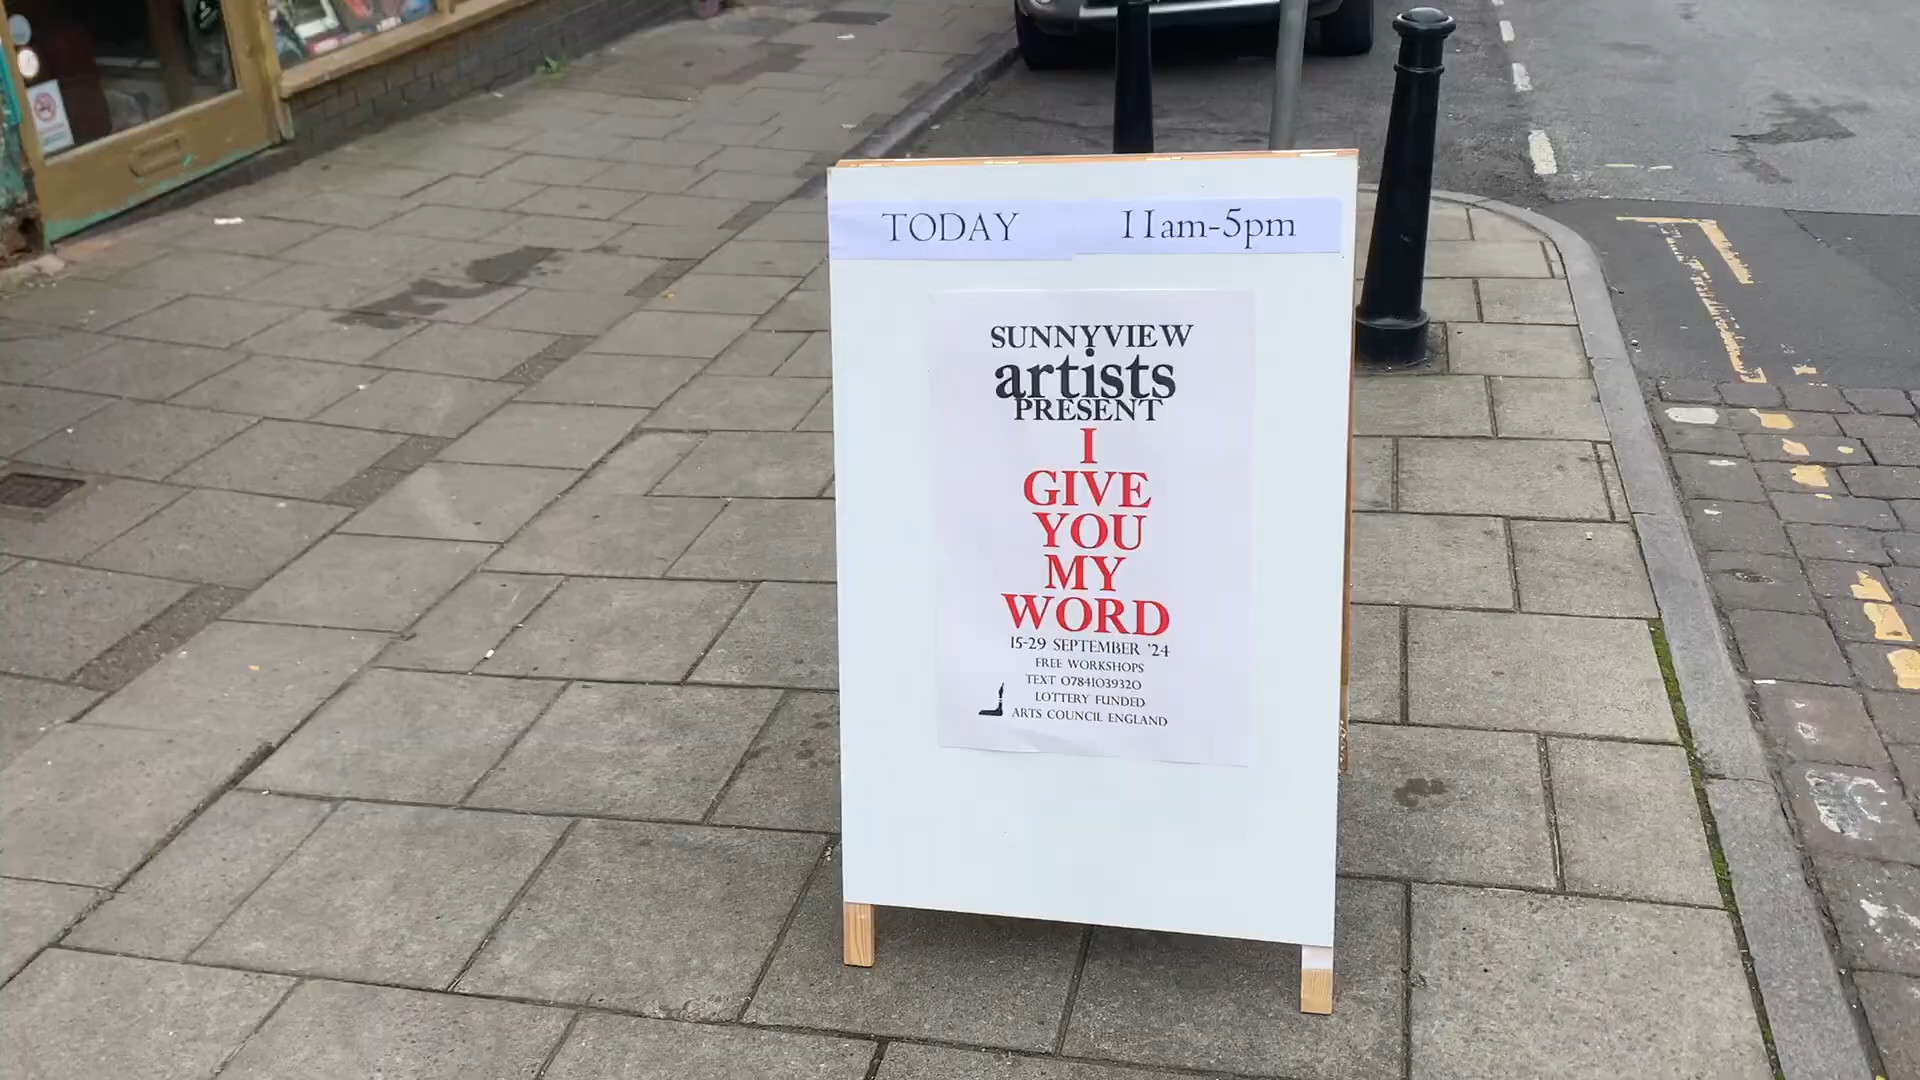 TODAY 11am-5pm
SUNNYVIEW
artists
PRESENT
I
GIVE
YOU
MY
WORD
15-29 SEPTEMBER '24
FREE WORKSHOPS
TEXT 07841039320
LOTTERY FUNDED
ARTS COUNCIL ENGLAND